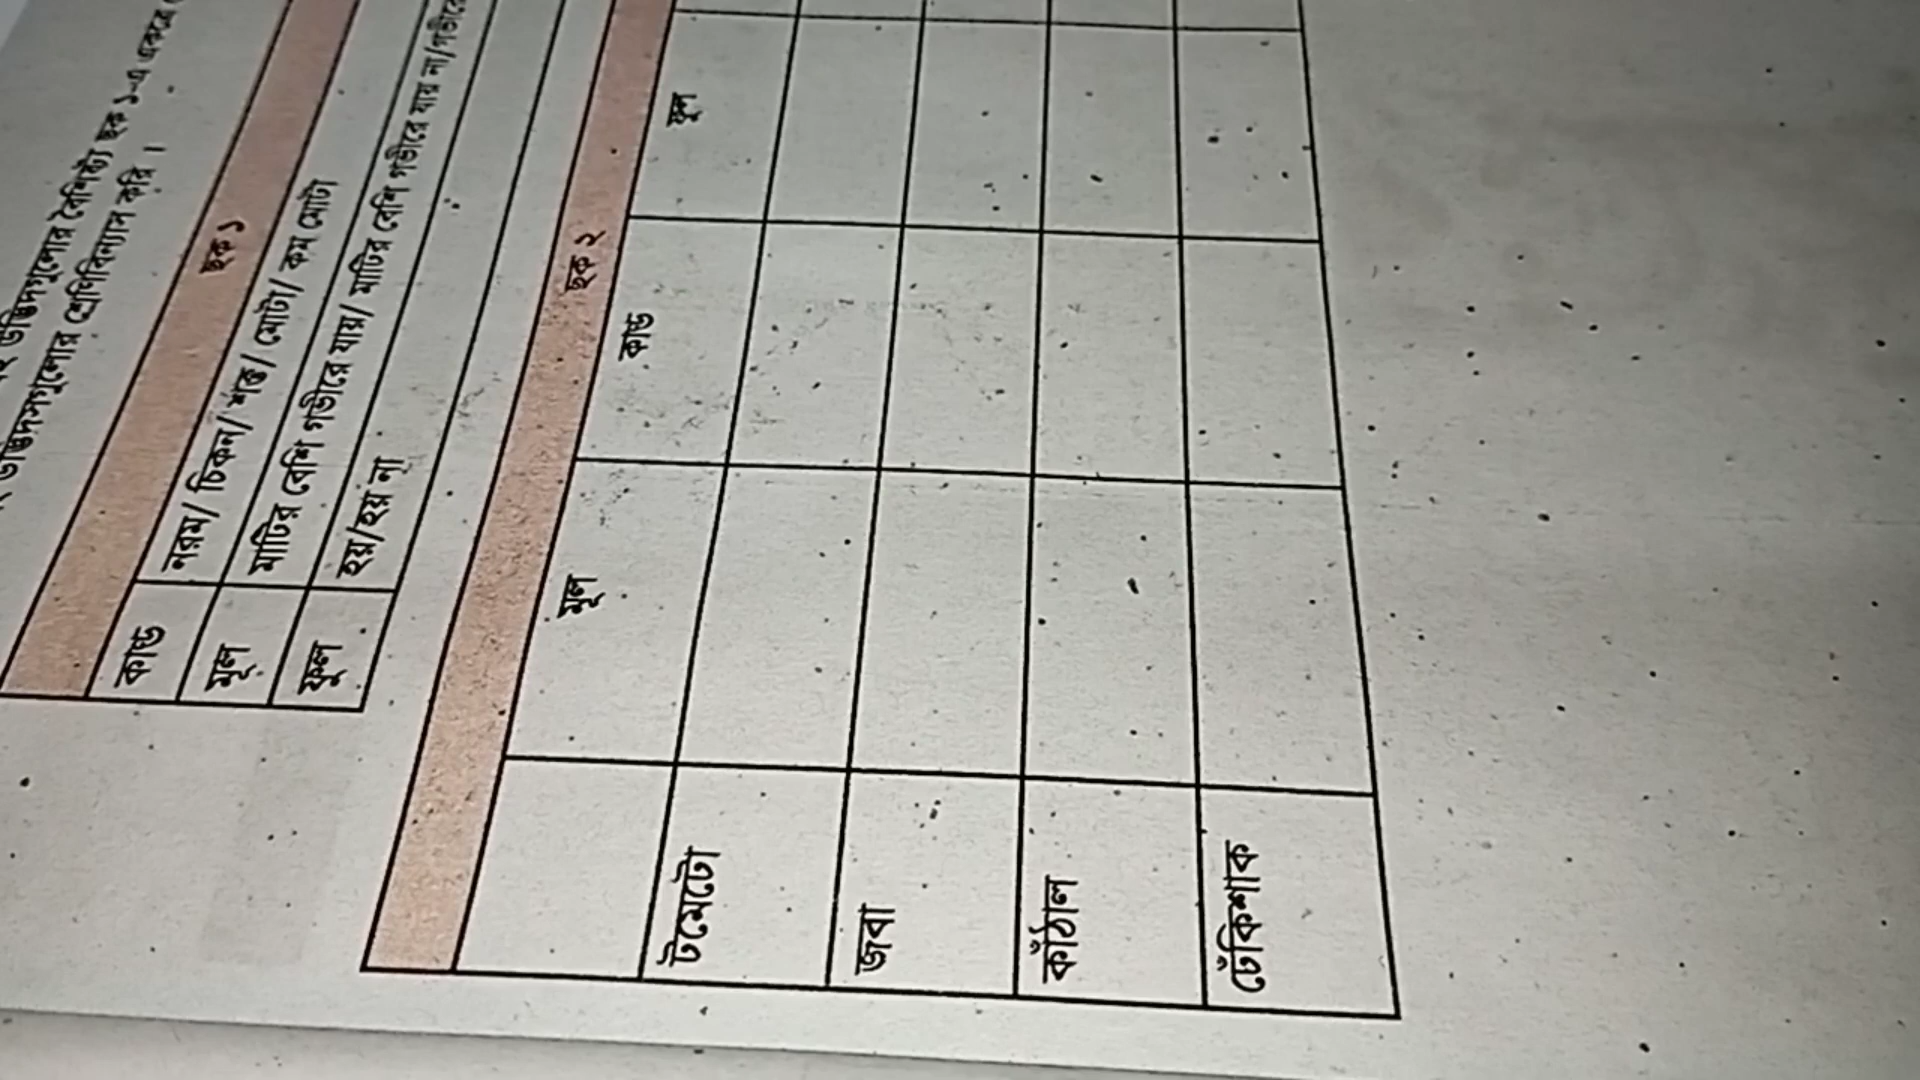 উদ্ভিদগুলোর বৈশিষ্ট্য ছক ১-এ একত্রে
উদ্ভিদগুলোর শ্রেণিবিন্যাস করি ।
ছক ১
কান্ড নরম/ চিকন/ শক্ত/ মোটা/ কম মোটা
মূল মাটির বেশি গভীরে যায়/ মাটির বেশি গভীরে যায় না/গভীরে
ফুল হয়/হয় না
ছক ২
মূল কান্ড ফুল
টমেটো
জবা
কাঁঠাল
ঢেঁকিশাক